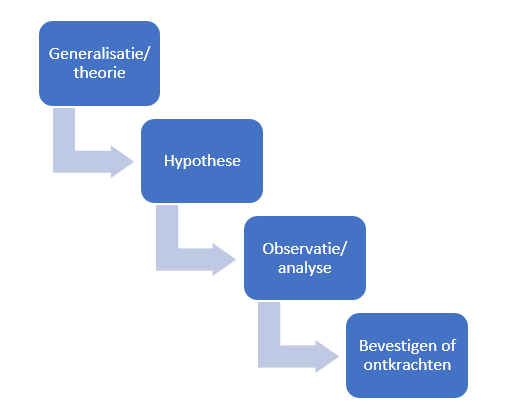 Generalisatie/
theorie
Hypothese
Observatie/
analyse
Bevestigen of
ontkrachten